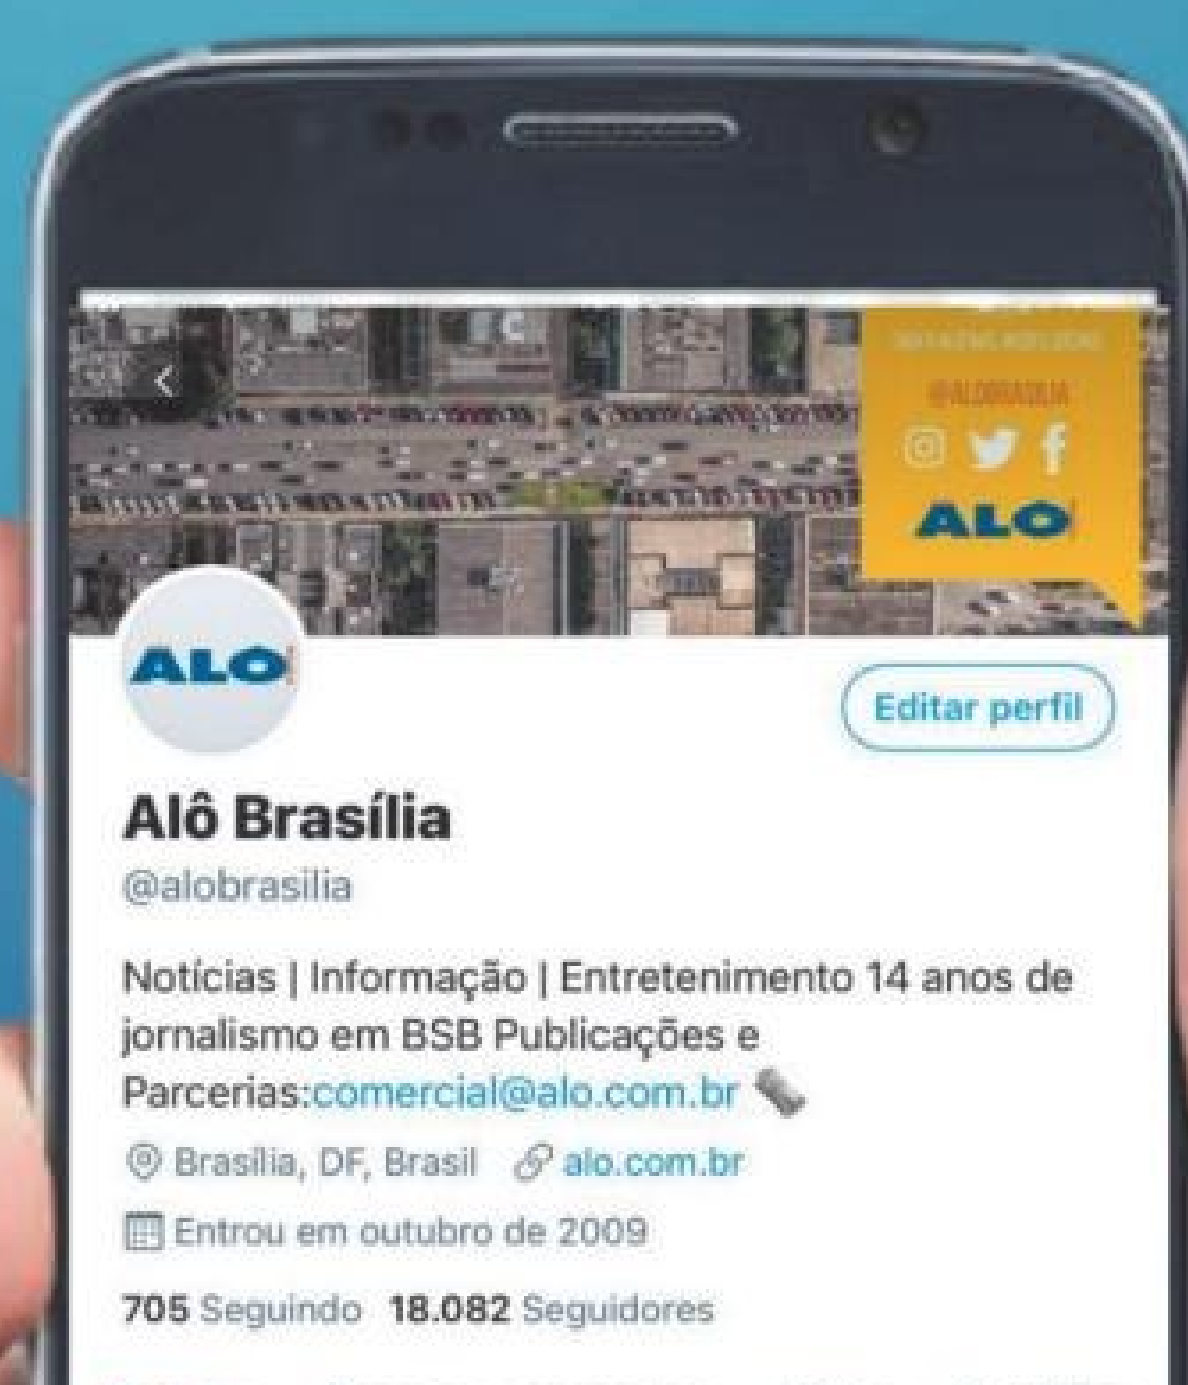 @ALOBRASILIA
ALO
ALO
Editar perfil
Alô Brasília
@alobrasilia
Notícias | Informação | Entretenimento 14 anos de
jornalismo em BSB Publicações e
Parcerias:comercial@alo.com.br
Brasília, DF, Brasil alo.com.br
Entrou em outubro de 2009
705 Seguindo 18.082 Seguidores